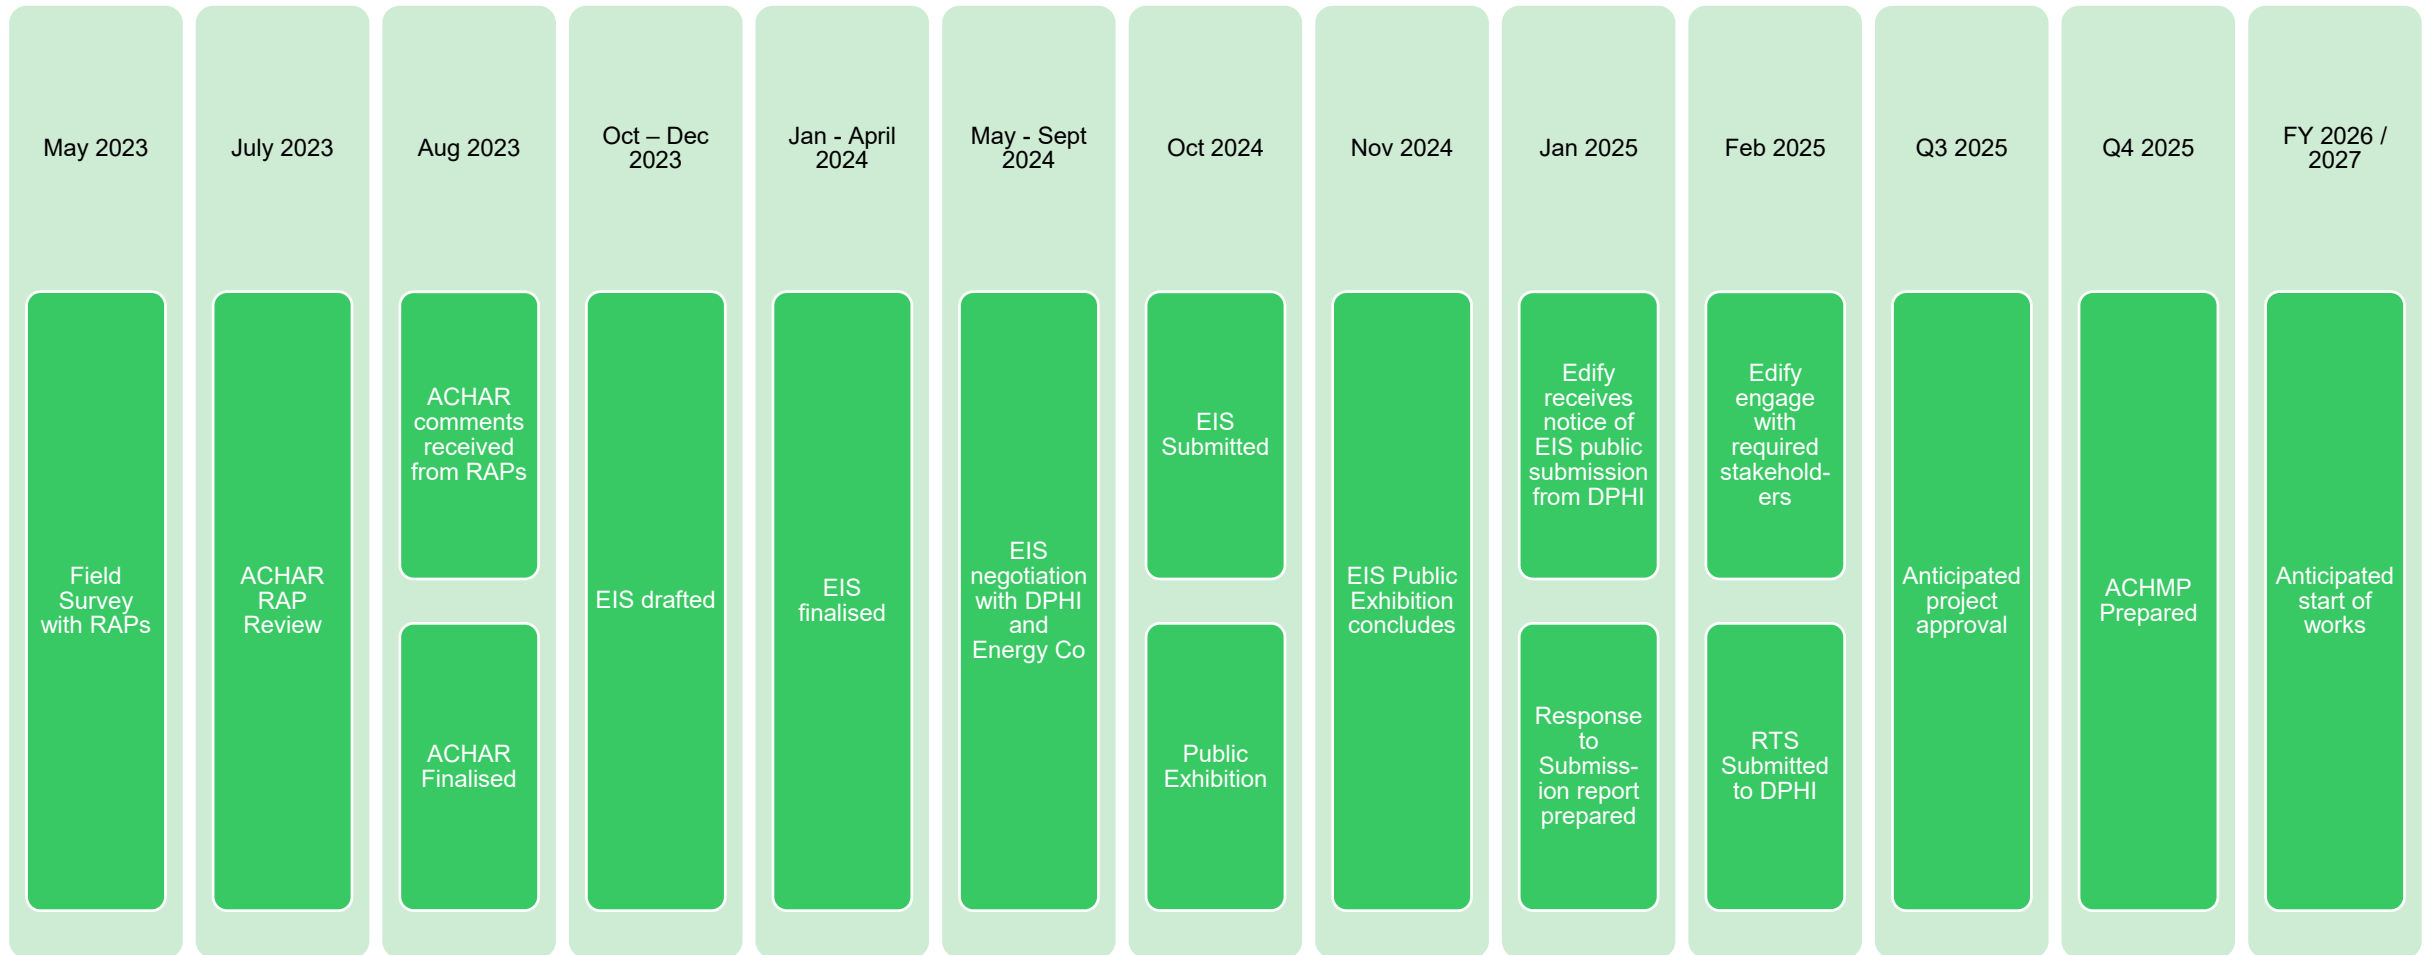 May 2023
Field
Survey
with RAPs
July 2023
ACHAR
RAP
Review
Aug 2023
ACHAR
comments
received
from RAPs
ACHAR
Finalised
Oct – Dec
2023
EIS drafted
Jan - April
2024
EIS
finalised
May - Sept
2024
EIS
negotiation
with DPHI
and
Energy Co
Oct 2024
EIS
Submitted
Public
Exhibition
Nov 2024
EIS Public
Exhibition
concludes
Jan 2025
Edify
receives
notice of
EIS public
submission
from DPHI
Response
to
Submiss-
ion report
prepared
Feb 2025
Edify
engage
with
required
stakehold-
ers
RTS
Submitted
to DPHI
Q3 2025
Anticipated
project
approval
Q4 2025
ACHMP
Prepared
FY 2026 /
2027
Anticipated
start of
works